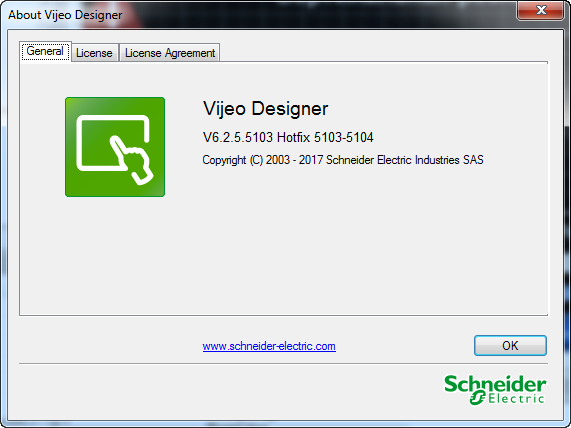 About Vijeo Designer
General
License
License Agreement
Vijeo Designer
V6.2.5.5103 Hotfix 5103-5104
Copyright (C) 2003 - 2017 Schneider Electric Industries SAS
www.schneider-electric.com
OK
Schneider
Electric